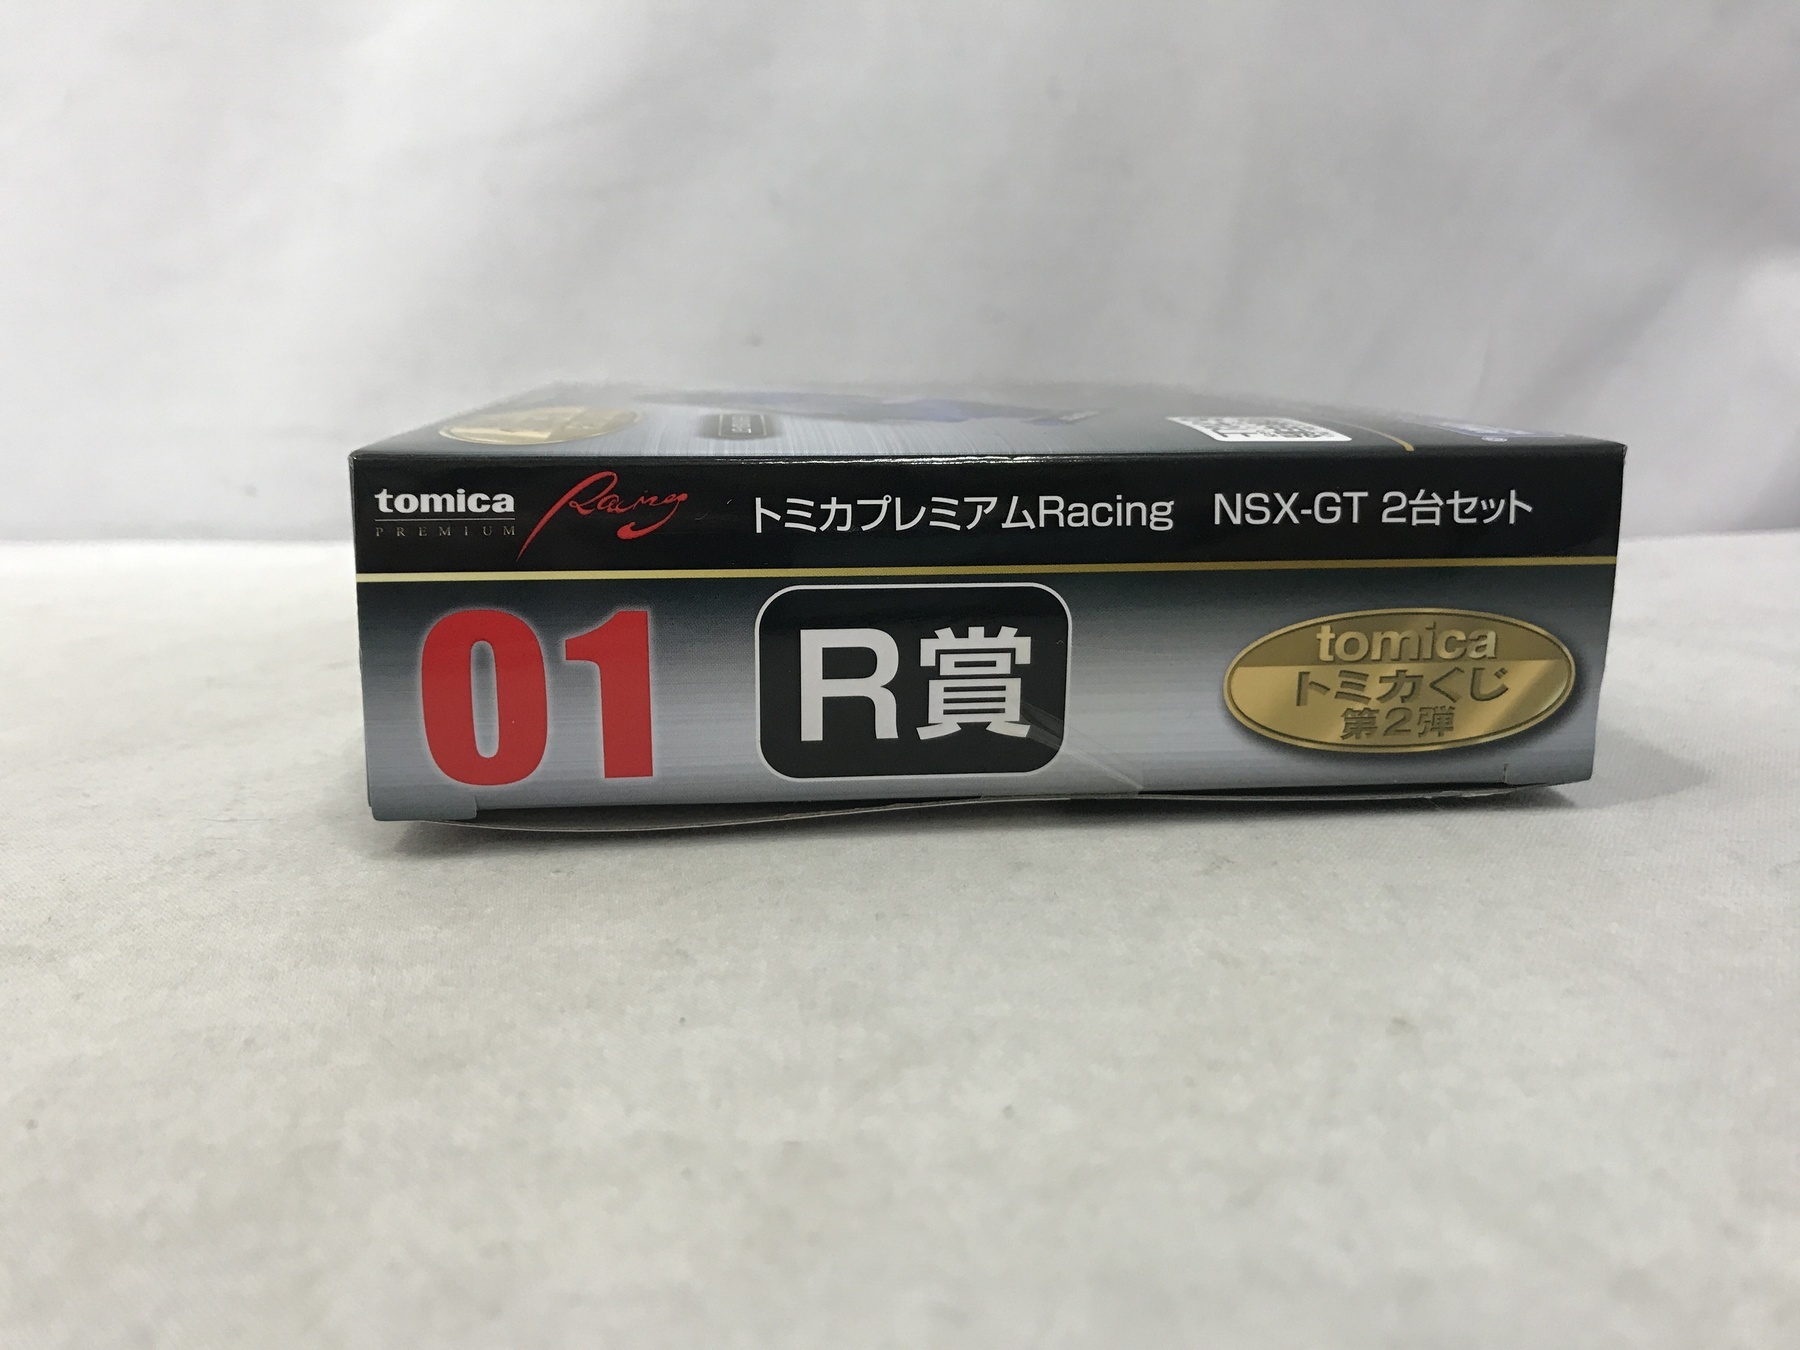 tomica
PREMIUM
Racing
トミカプレミアムRacing NSX-GT 2台セット
01
R賞
tomica
トミカくじ
第2弾